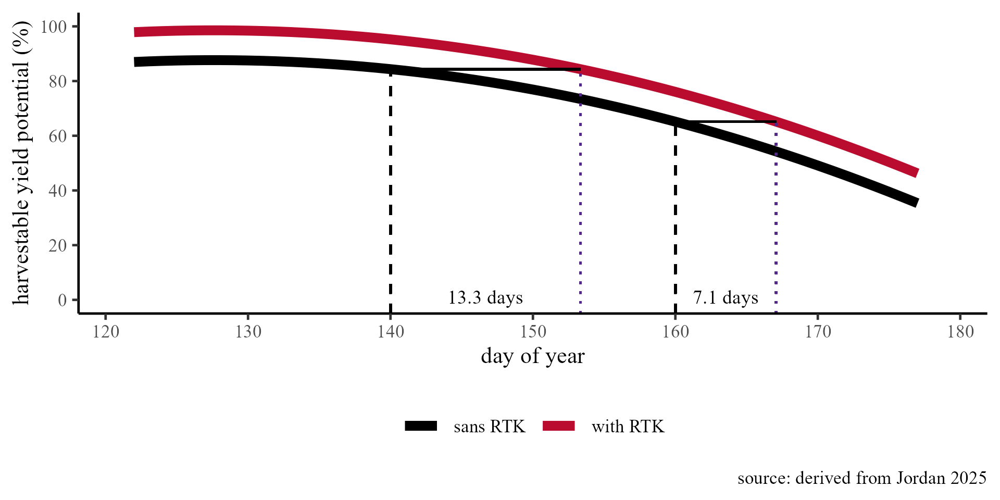 harvestable yield potential (%)
100
80
60
40
20
0
13.3 days
7.1 days
120 130 140 150 160 170 180
day of year
sans RTK with RTK
source: derived from Jordan 2025